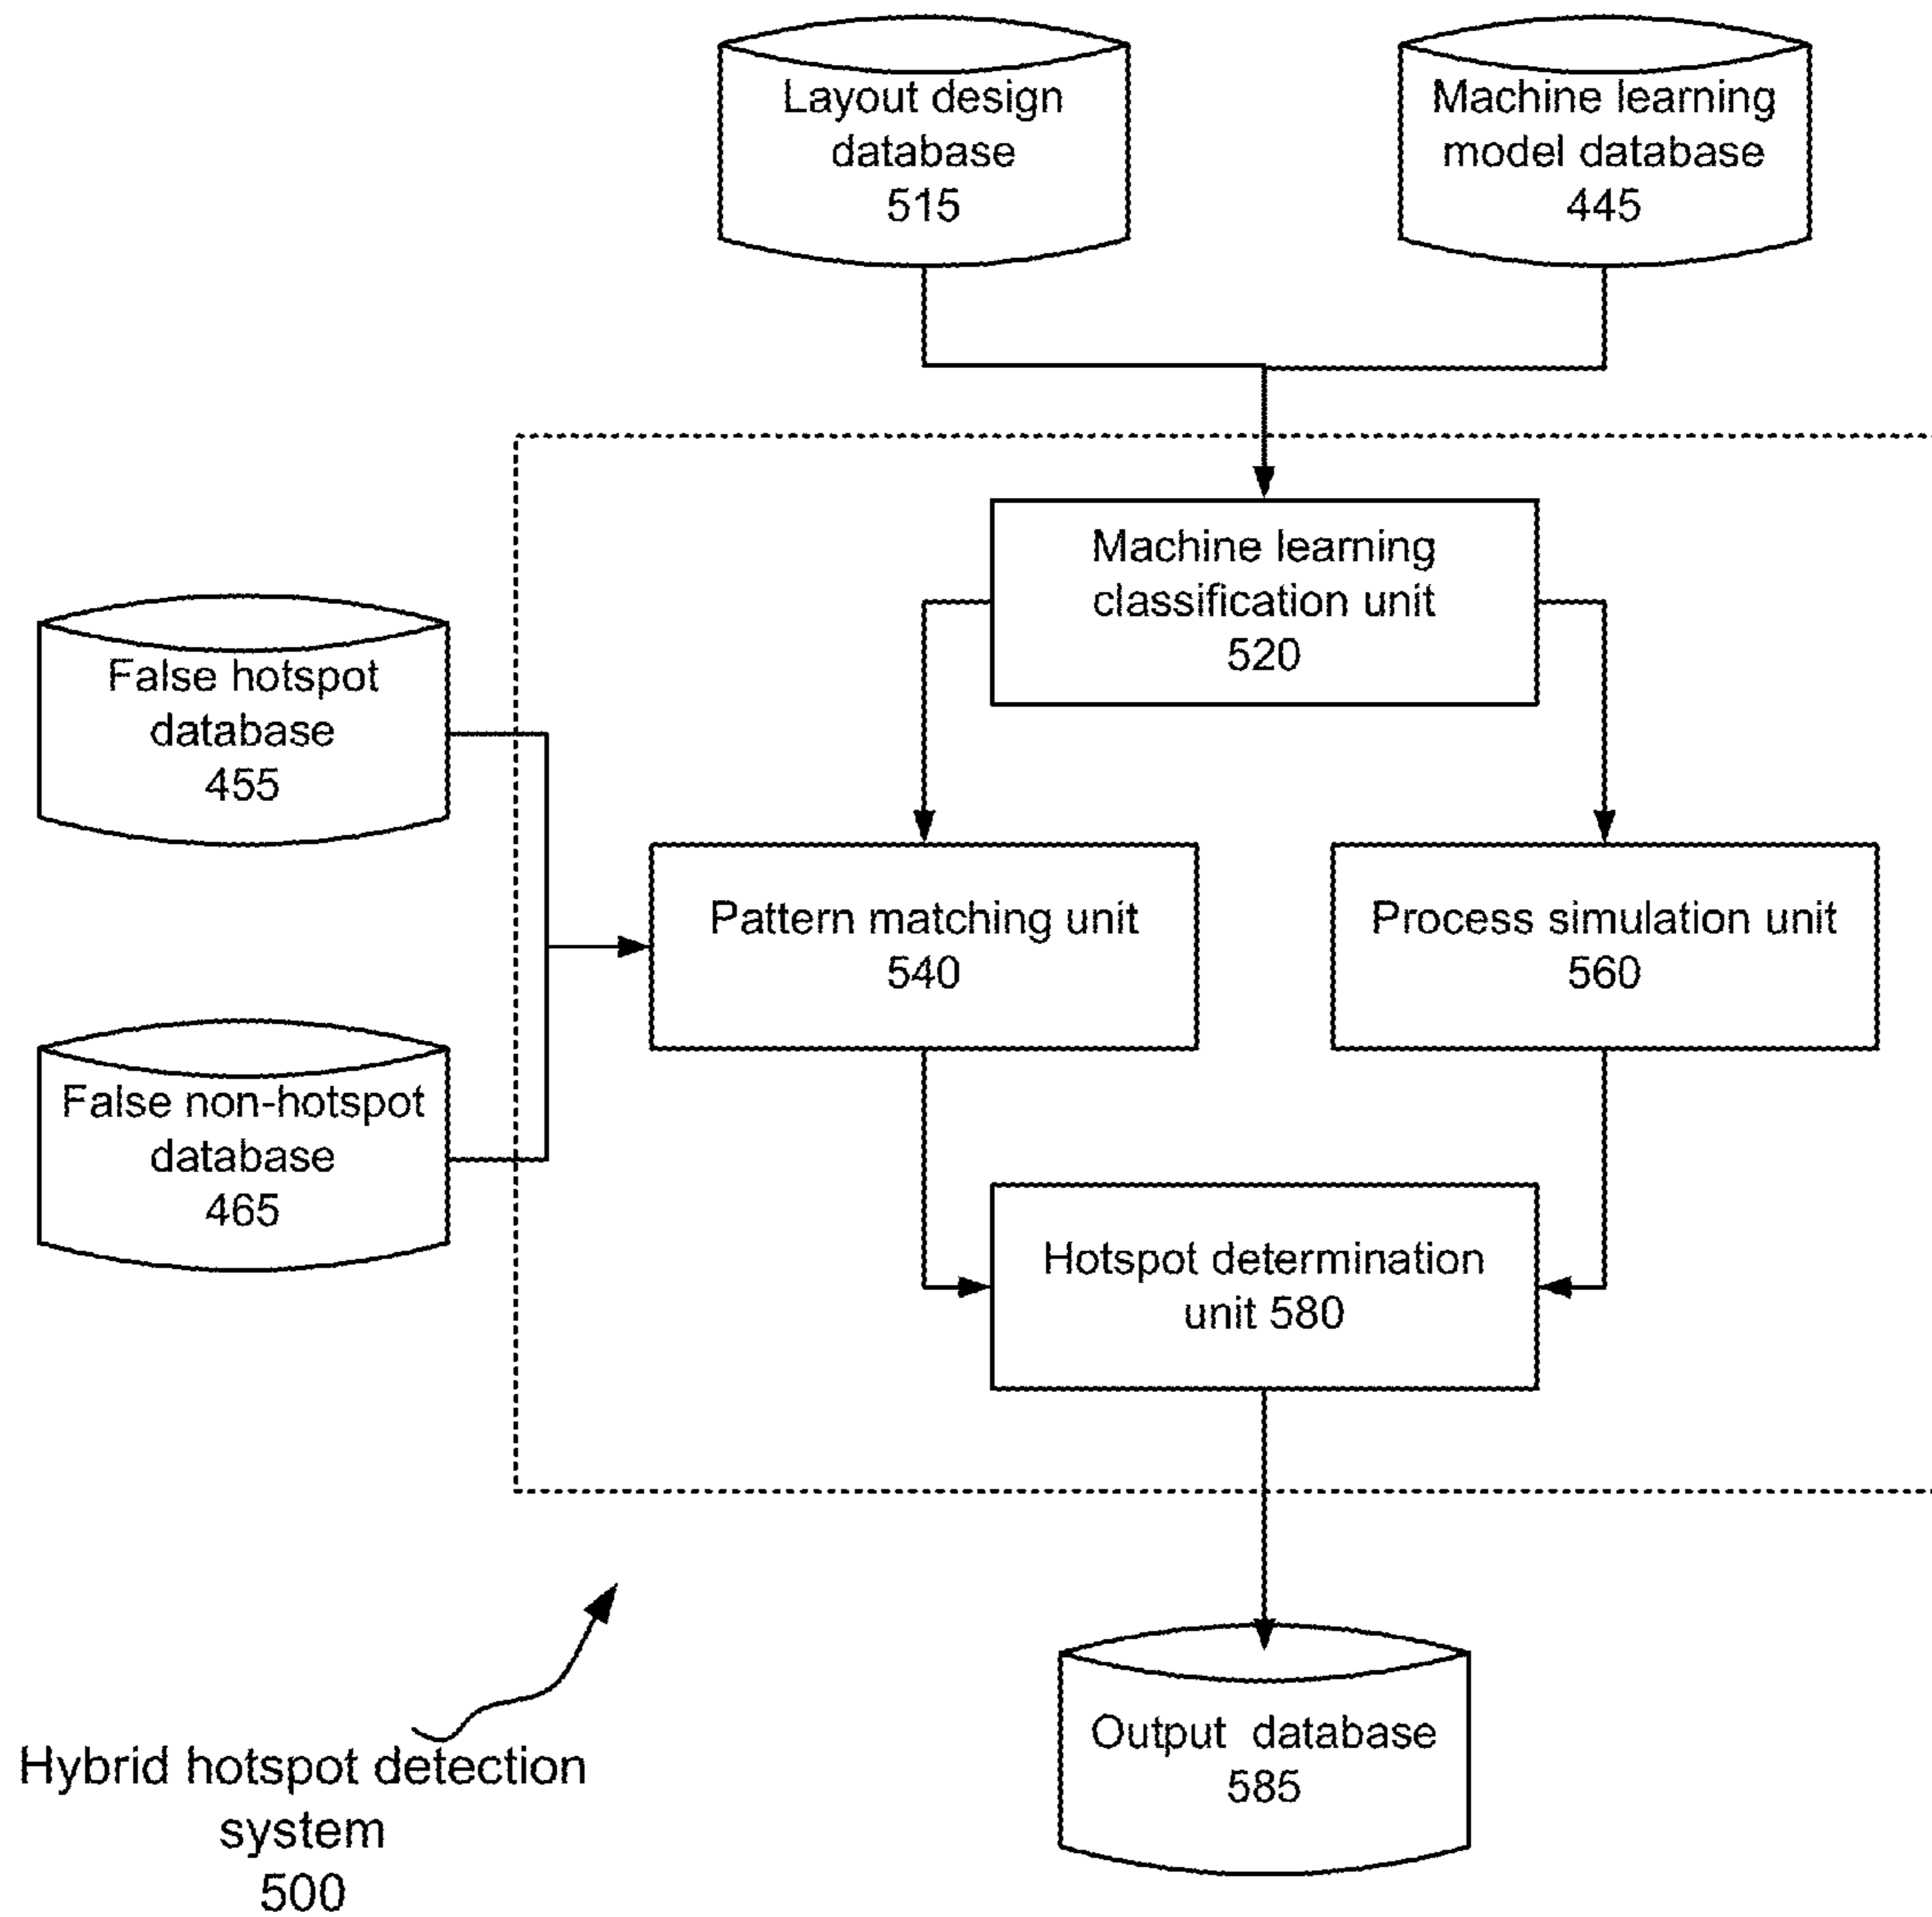 Layout design
database
515
Machine learning
model database
445
Machine learning
classification unit
520
False hotspot
database
455
Pattern matching unit
540
Process simulation unit
560
False non-hotspot
database
465
Hotspot determination
unit 580
Output database
585
Hybrid hotspot detection
system
500